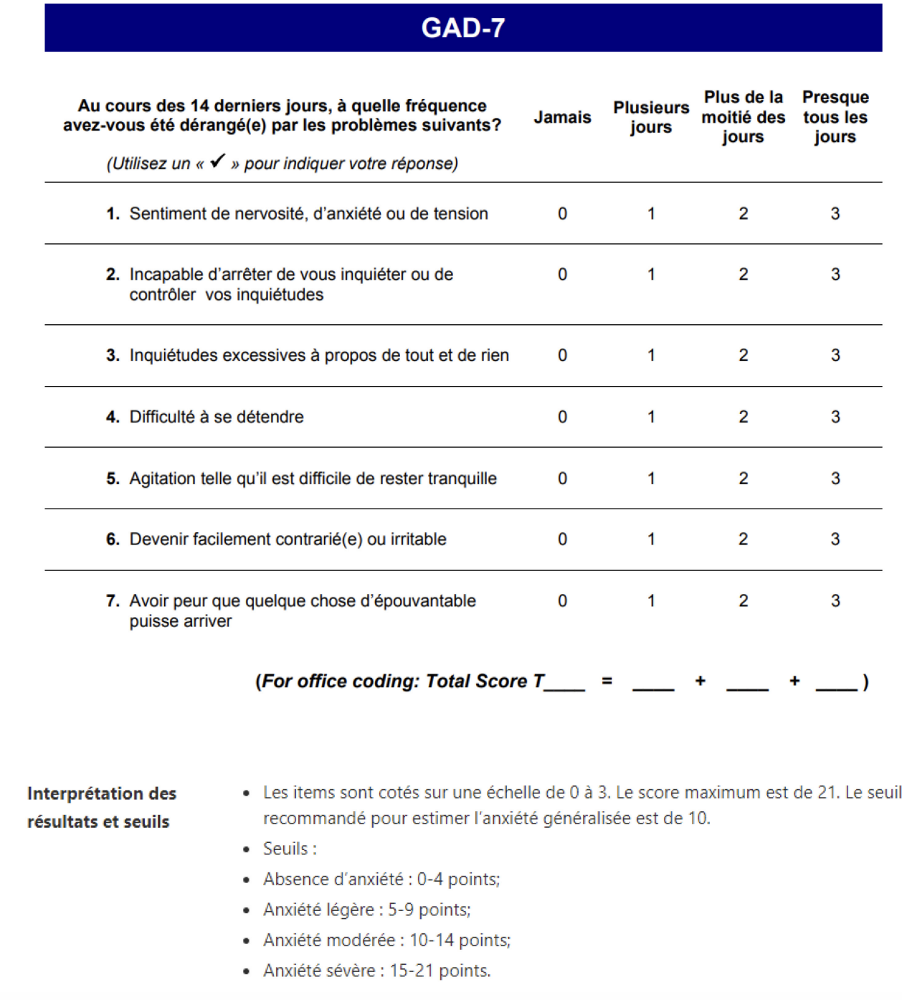 GAD-7
Au cours des 14 derniers jours, à quelle fréquence
avez-vous été dérangé(e) par les problèmes suivants?
(Utilisez un « ✓ » pour indiquer votre réponse)
Jamais
Plusieurs
jours
Plus de la
moitié des
jours
Presque
tous les
jours
1. Sentiment de nervosité, d'anxiété ou de tension 0 1 2 3
2. Incapable d'arrêter de vous inquiéter ou de 0 1 2 3
contrôler vos inquiétudes
3. Inquiétudes excessives à propos de tout et de rien 0 1 2 3
4. Difficulté à se détendre 0 1 2 3
5. Agitation telle qu'il est difficile de rester tranquille 0 1 2 3
6. Devenir facilement contrarié(e) ou irritable 0 1 2 3
7. Avoir peur que quelque chose d'épouvantable 0 1 2 3
puisse arriver
(For office coding: Total Score T____ = ____ + ____ + ____ )
Interprétation des
résultats et seuils
• Les items sont cotés sur une échelle de 0 à 3. Le score maximum est de 21. Le seuil
recommandé pour estimer l'anxiété généralisée est de 10.
• Seuils :
• Absence d'anxiété : 0-4 points;
• Anxiété légère : 5-9 points;
• Anxiété modérée : 10-14 points;
• Anxiété sévère : 15-21 points.